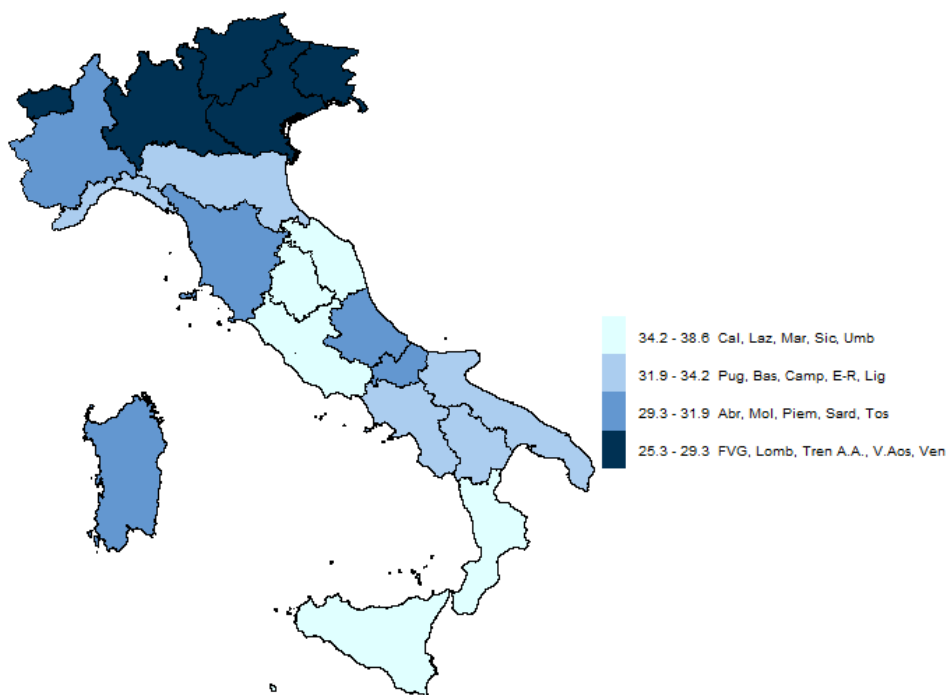 34.2 - 38.6 Cal, Laz, Mar, Sic, Umb
31.9 - 34.2 Pug, Bas, Camp, E-R, Lig
29.3 - 31.9 Abr, Mol, Piem, Sard, Tos
25.3 - 29.3 FVG, Lomb, Tren A.A., V.Aos, Ven